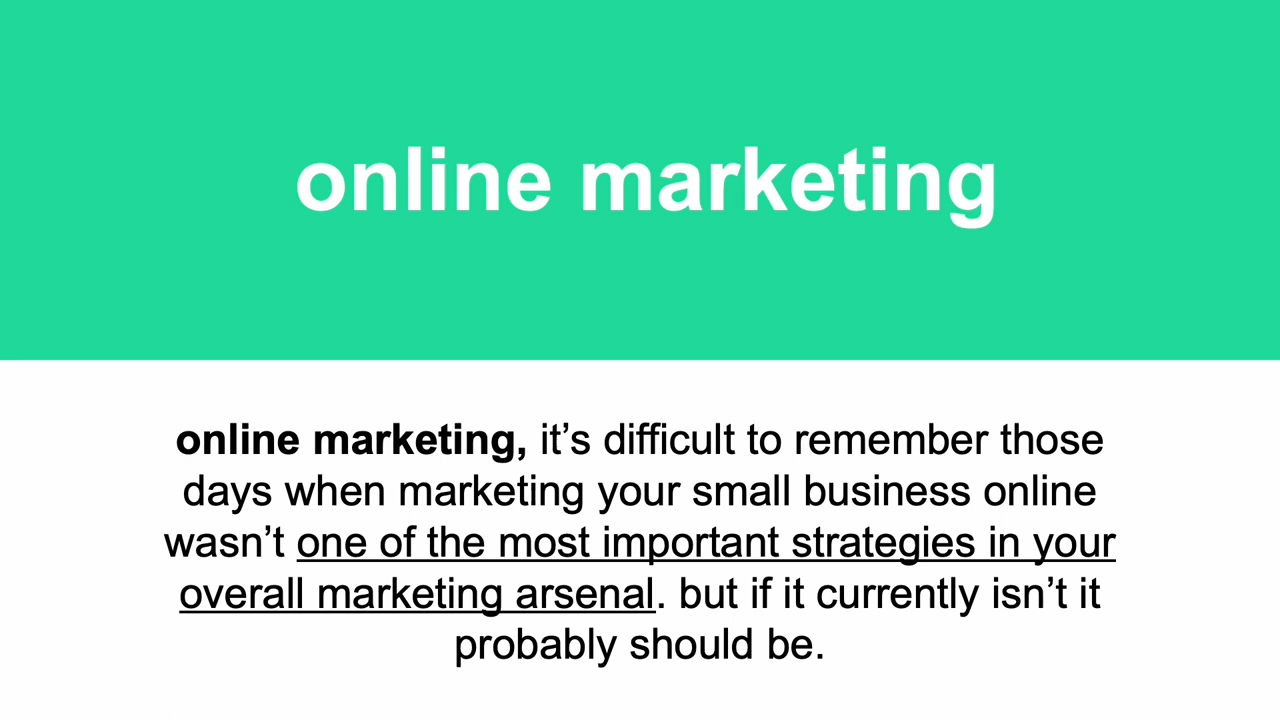 online marketing
online marketing, it’s difficult to remember those
days when marketing your small business online
wasn’t one of the most important strategies in your
overall marketing arsenal. but if it currently isn’t it
probably should be.